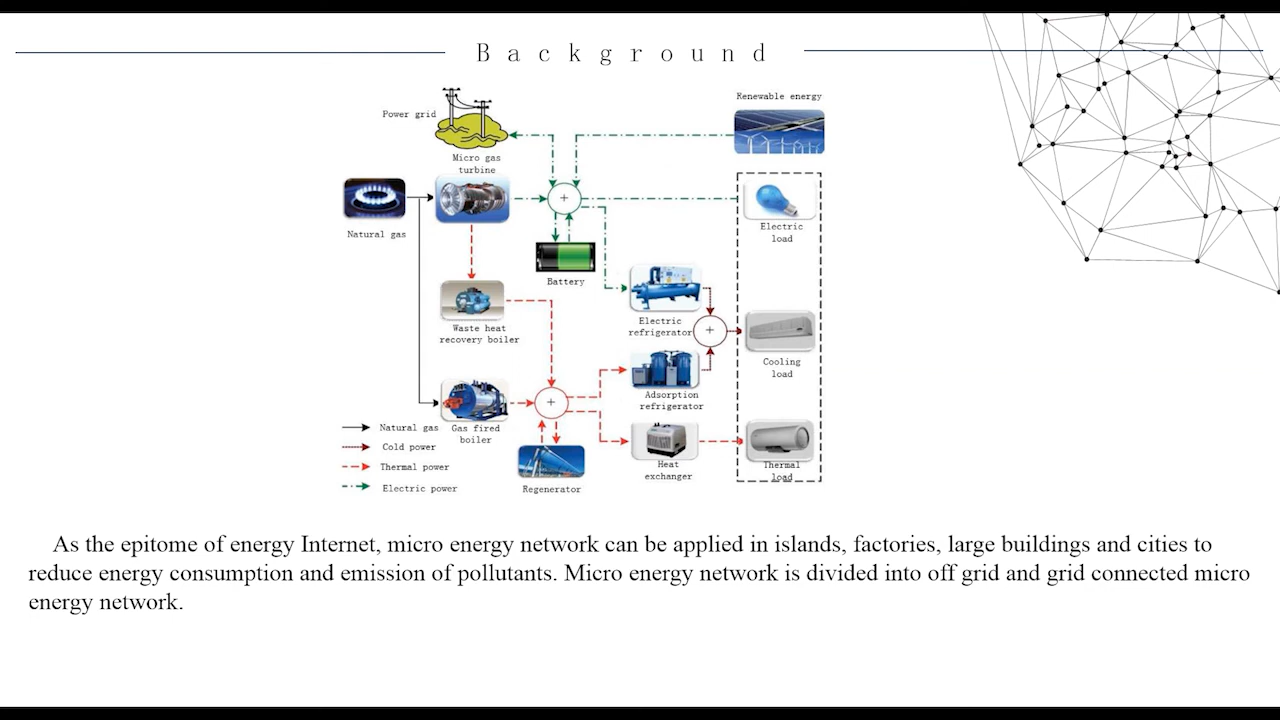 Background
Power grid
Renewable energy
Micro gas
turbine
Natural gas
Electric
load
Battery
Electric
refrigerator
Waste heat
recovery boiler
Cooling
load
Adsorption
refrigerator
Gas fired
boiler
Heat
exchanger
Thermal
load
Regenerator
Natural gas
Cold power
Thermal power
Electric power
As the epitome of energy Internet, micro energy network can be applied in islands, factories, large buildings and cities to
reduce energy consumption and emission of pollutants. Micro energy network is divided into off grid and grid connected micro
energy network.